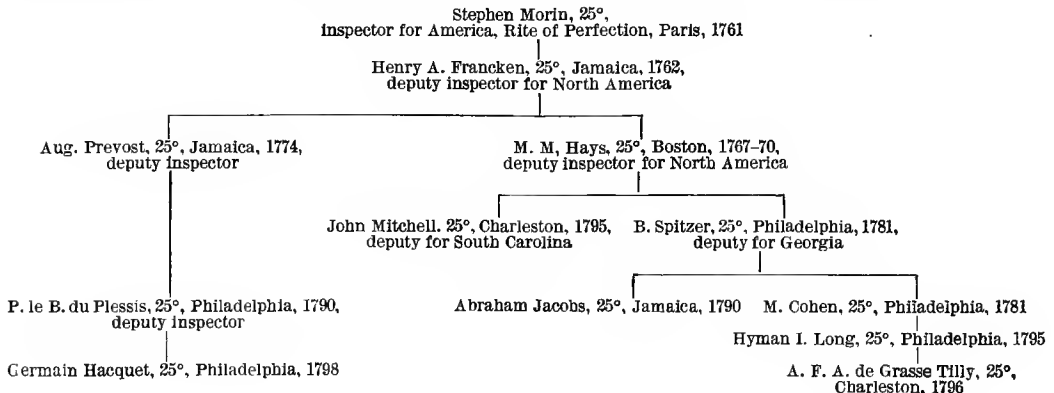 Stephen Morin, 25°,
Inspector for America, Rite of Perfection, Paris, 1761
Henry A. Francken, 25°, Jamaica, 1762,
deputy inspector for North America
Aug. Prevost, 25°, Jamaica, 1774,
deputy inspector
M. M, Hays, 25°, Boston, 1767-70,
deputy inspector for North America
John Mitchell. 25°, Charleston, 1795,
deputy for South Carolina
B. Spitzer, 25°, Philadelphia, 1781,
deputy for Georgia
P. le B. du Plessis, 25°, Philadelphia, 1790,
deputy inspector
Abraham Jacobs, 25°, Jamaica, 1790
M. Cohen, 25°, Philadelphia, 1781
Hyman I. Long, 25°, Philadelphia, 1795
Germain Hacquet, 25°, Philadelphia, 1798
A. F. A. de Grasse Tilly, 25°,
Charleston, 1796